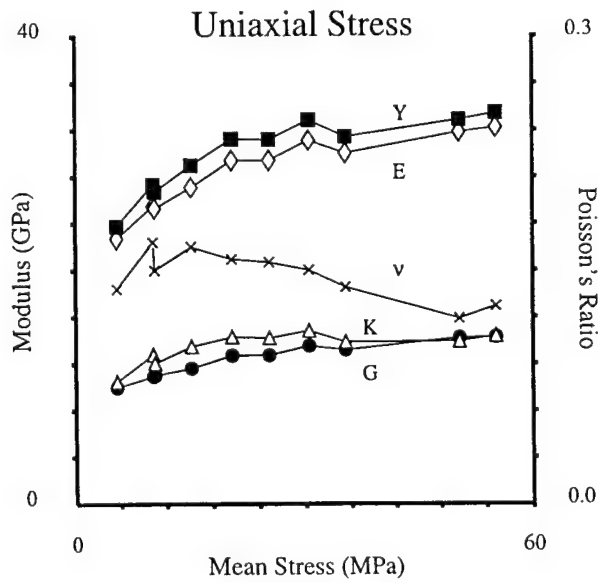 Uniaxial Stress
40
0.3
Y
E
Modulus (GPa)
Poisson's Ratio
ν
K
G
0
0.0
0
60
Mean Stress (MPa)